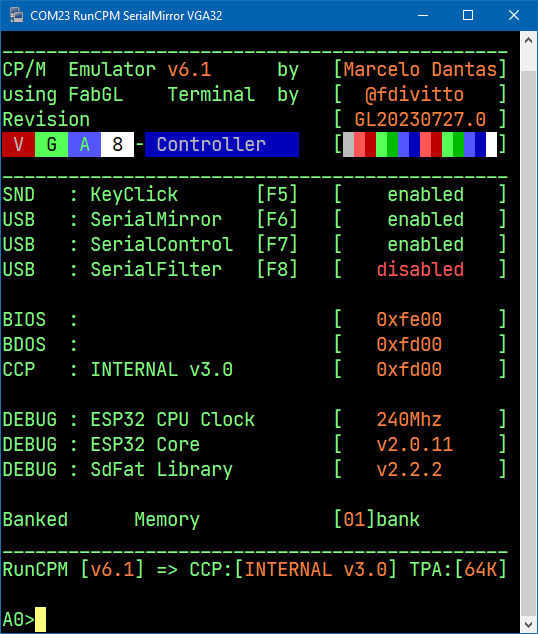 COM23 RunCPM SerialMirror VGA32
CP/M Emulator v6.1 by [Marcelo Dantas]
using FabGL Terminal by [ @fdivitto ]
Revision [ GL20230727.0 ]
V G A 8 - Controller [ ]
SND : KeyClick [F5] [ enabled ]
USB : SerialMirror [F6] [ enabled ]
USB : SerialControl [F7] [ enabled ]
USB : SerialFilter [F8] [ disabled ]
BIOS : [ 0xfe00 ]
BDOS : [ 0xfd00 ]
CCP : INTERNAL v3.0 [ 0xfd00 ]
DEBUG : ESP32 CPU Clock [ 240Mhz ]
DEBUG : ESP32 Core [ v2.0.11 ]
DEBUG : SdFat Library [ v2.2.2 ]
Banked Memory [01]bank
RunCPM [v6.1] => CCP:[INTERNAL v3.0] TPA:[64K]
A0>